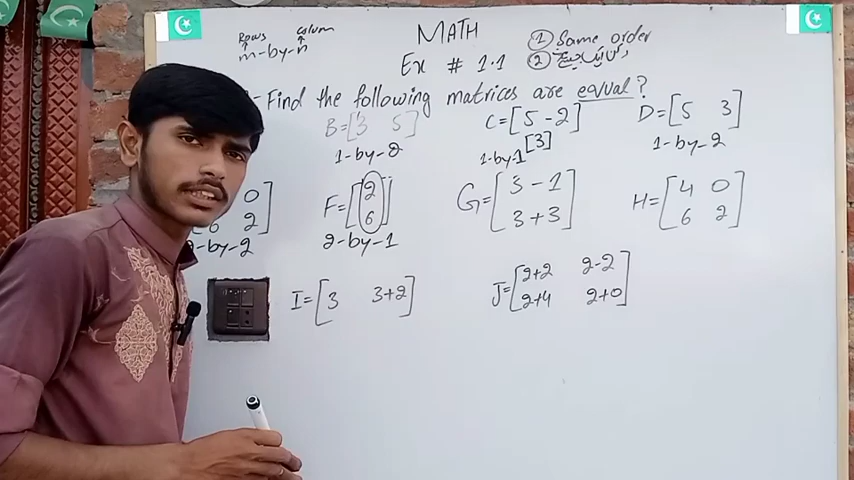 Rows column
m-by-n
MATH
① Same order
Ex # 1.1
②
Find the following matrices are equal?
B=[3 5]
C=[5-2]
D=[5 3]
[3]
1-by-2
1-by-1
1-by-2
0
6 2
F=[2
6]
G=[3-1
3+3]
H=[4 0
6 2]
2-by-2
2-by-1
I=[3 3+2]
J=[2+2 2-2
2+4 2+0]